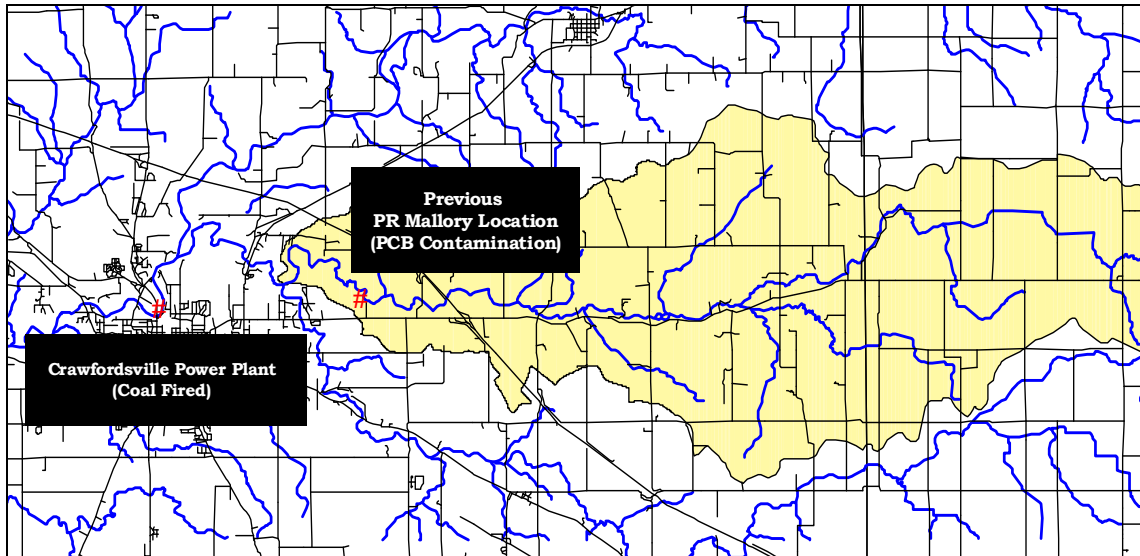 Previous
PR Mallory Location
(PCB Contamination)
#
#
Crawfordsville Power Plant
(Coal Fired)